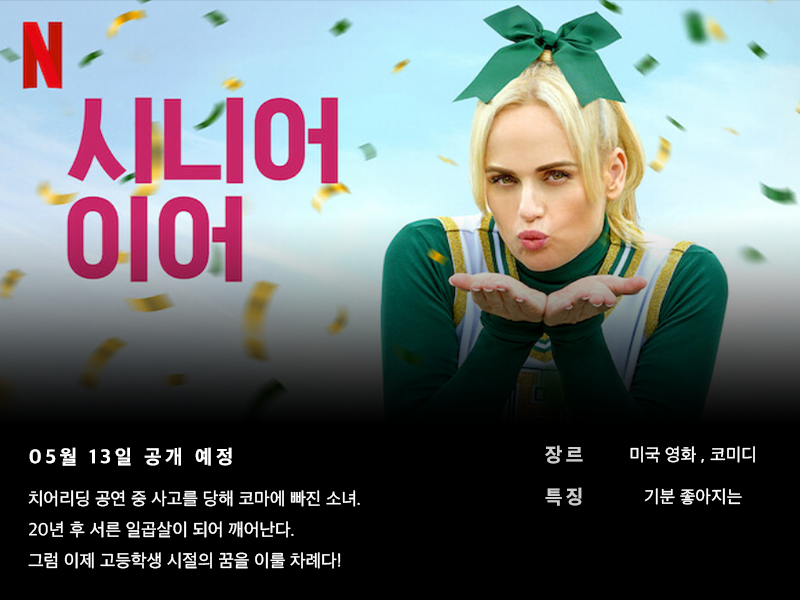 N
시니어
이어
05월 13일 공개 예정
치어리딩 공연 중 사고를 당해 코마에 빠진 소녀.
20년 후 서른 일곱살이 되어 깨어난다.
그럼 이제 고등학생 시절의 꿈을 이룰 차례다!
장르 미국 영화 , 코미디
특징 기분 좋아지는